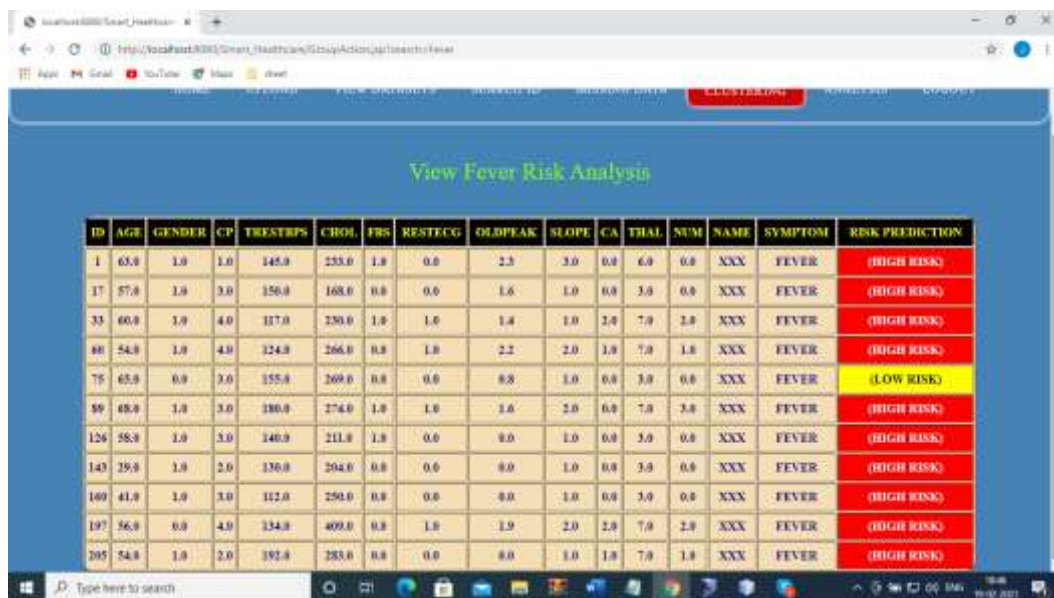 localhost:8080/Smart_Healthcare
http://localhost:8080/Smart_Healthcare/GroupAction.jsp?search=Fever
Apps Gmail YouTube Maps sheet
CLUSTERING
View Fever Risk Analysis
ID AGE GENDER CP TRESTBPS CHOL FBS RESTECG OLDPEAK SLOPE CA THAL NUM NAME SYMPTOM RISK PREDICTION
1 63.0 1.0 1.0 145.0 233.0 1.0 0.0 2.3 3.0 0.0 6.0 0.0 XXX FEVER (HIGH RISK)
17 57.0 1.0 3.0 150.0 168.0 0.0 0.0 1.6 1.0 0.0 3.0 0.0 XXX FEVER (HIGH RISK)
33 60.0 1.0 4.0 117.0 230.0 1.0 1.0 1.4 1.0 2.0 7.0 2.0 XXX FEVER (HIGH RISK)
60 54.0 1.0 4.0 124.0 266.0 0.0 1.0 2.2 2.0 1.0 7.0 1.0 XXX FEVER (HIGH RISK)
75 65.0 0.0 3.0 155.0 269.0 0.0 0.0 0.8 1.0 0.0 3.0 0.0 XXX FEVER (LOW RISK)
89 68.0 1.0 3.0 180.0 274.0 1.0 1.0 1.6 2.0 0.0 7.0 3.0 XXX FEVER (HIGH RISK)
126 58.0 1.0 3.0 140.0 211.0 1.0 0.0 0.0 1.0 0.0 3.0 0.0 XXX FEVER (HIGH RISK)
143 29.0 1.0 2.0 130.0 204.0 0.0 0.0 0.0 1.0 0.0 3.0 0.0 XXX FEVER (HIGH RISK)
160 41.0 1.0 3.0 112.0 250.0 0.0 0.0 0.0 1.0 0.0 3.0 0.0 XXX FEVER (HIGH RISK)
197 56.0 0.0 4.0 134.0 409.0 0.0 1.0 1.9 2.0 2.0 7.0 2.0 XXX FEVER (HIGH RISK)
205 54.0 1.0 2.0 192.0 283.0 0.0 0.0 0.0 1.0 1.0 7.0 1.0 XXX FEVER (HIGH RISK)
Type here to search
ENG